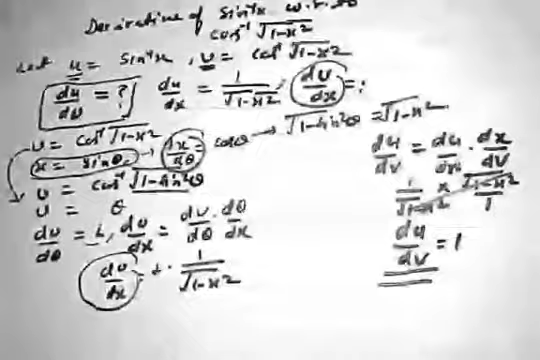 Derivative of sin⁻¹x w.r.to
cos⁻¹ √1-x²
Let u = sin⁻¹x, v = cos⁻¹ √1-x²
du/dv = ? du/dx = 1/√1-x², dv/dx = ?
v = cos⁻¹ √1-x²
x = sinθ, dx/dθ = cosθ → √1-sin²θ = √1-x²
v = cos⁻¹ √1-sin²θ
v = θ
dv/dθ = 1, dv/dx = dv/dθ · dθ/dx
dv/dx = 1 · 1/√1-x²
du/dv = du/dx · dx/dv
1/√1-x² × √1-x²/1
du/dv = 1